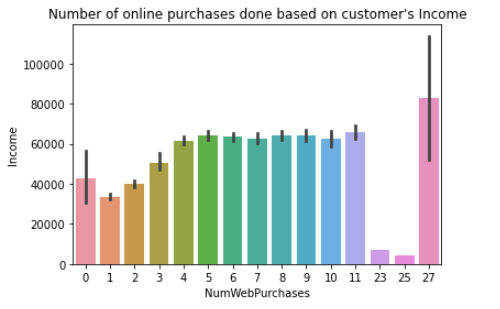 Number of online purchases done based on customer's Income
100000
80000
60000
40000
20000
0
Income
0 1 2 3 4 5 6 7 8 9 10 11 23 25 27
NumWebPurchases